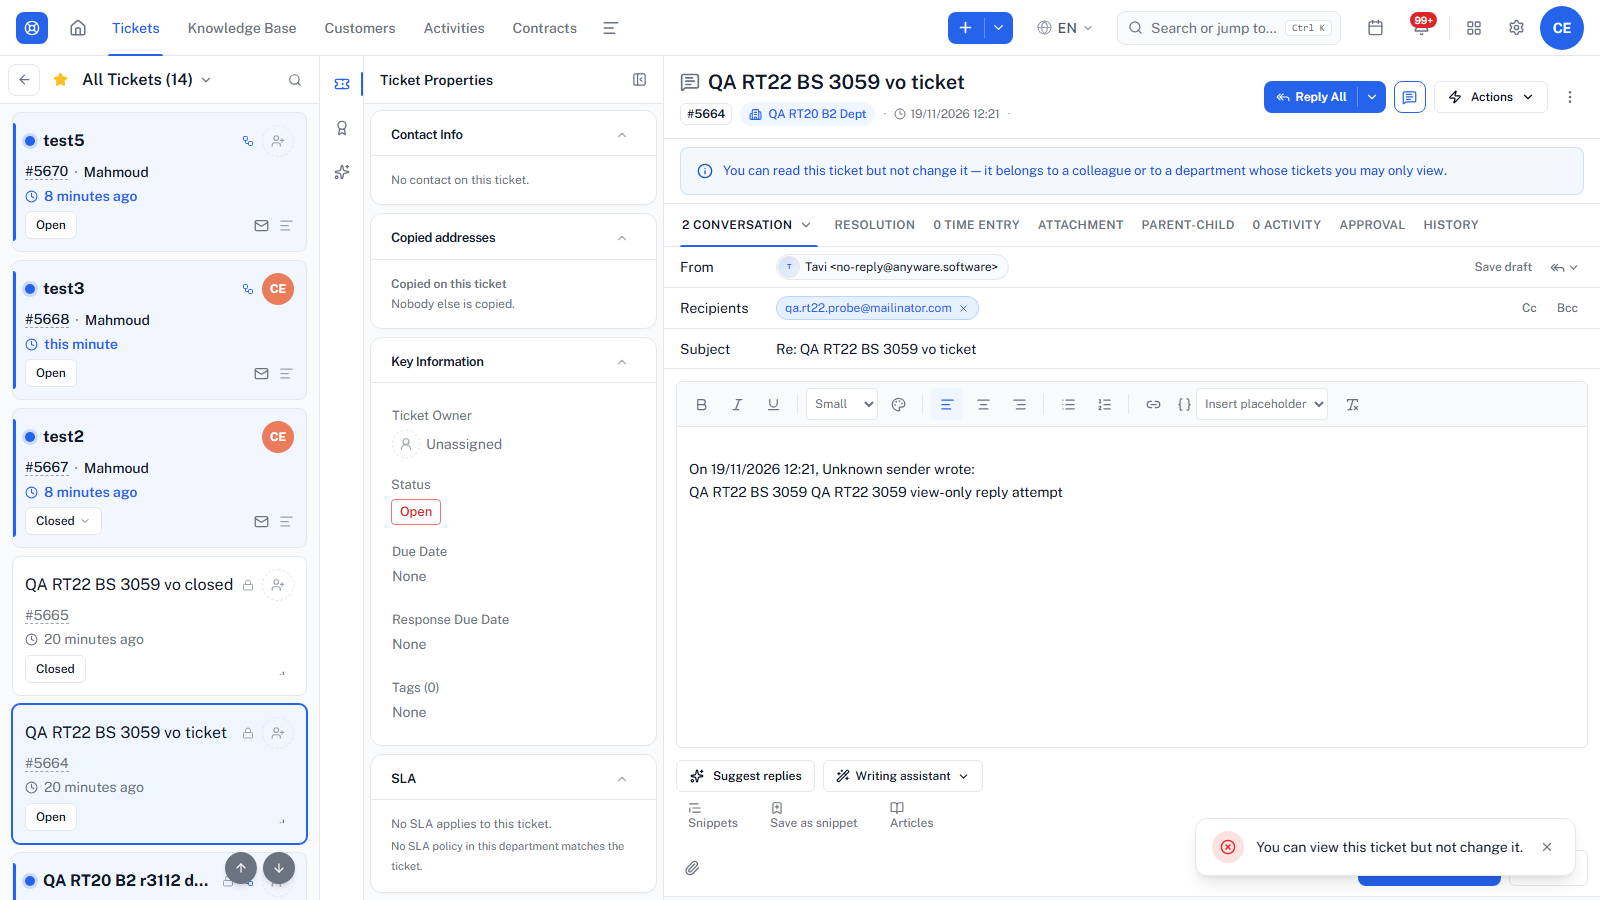 Tickets
Knowledge Base
Customers
Activities
Contracts
EN
Search or jump to...
Ctrl K
99+
CE
All Tickets (14)
test5
#5670 · Mahmoud
8 minutes ago
Open
test3
CE
#5668 · Mahmoud
this minute
Open
test2
CE
#5667 · Mahmoud
8 minutes ago
Closed
QA RT22 BS 3059 vo closed
#5665
20 minutes ago
Closed
QA RT22 BS 3059 vo ticket
#5664
20 minutes ago
Open
QA RT20 B2 r3112 d...
Ticket Properties
Contact Info
No contact on this ticket.
Copied addresses
Copied on this ticket
Nobody else is copied.
Key Information
Ticket Owner
Unassigned
Status
Open
Due Date
None
Response Due Date
None
Tags (0)
None
SLA
No SLA applies to this ticket.
No SLA policy in this department matches the
ticket.
QA RT22 BS 3059 vo ticket
#5664
QA RT20 B2 Dept
· 19/11/2026 12:21 ·
Reply All
Actions
You can read this ticket but not change it — it belongs to a colleague or to a department whose tickets you may only view.
2 CONVERSATION
RESOLUTION
0 TIME ENTRY
ATTACHMENT
PARENT-CHILD
0 ACTIVITY
APPROVAL
HISTORY
From
T
Tavi <no-reply@anyware.software>
Save draft
Recipients
qa.rt22.probe@mailinator.com
Cc
Bcc
Subject
Re: QA RT22 BS 3059 vo ticket
Small
Insert placeholder
On 19/11/2026 12:21, Unknown sender wrote:
QA RT22 BS 3059 QA RT22 3059 view-only reply attempt
Suggest replies
Writing assistant
Snippets
Save as snippet
Articles
You can view this ticket but not change it.